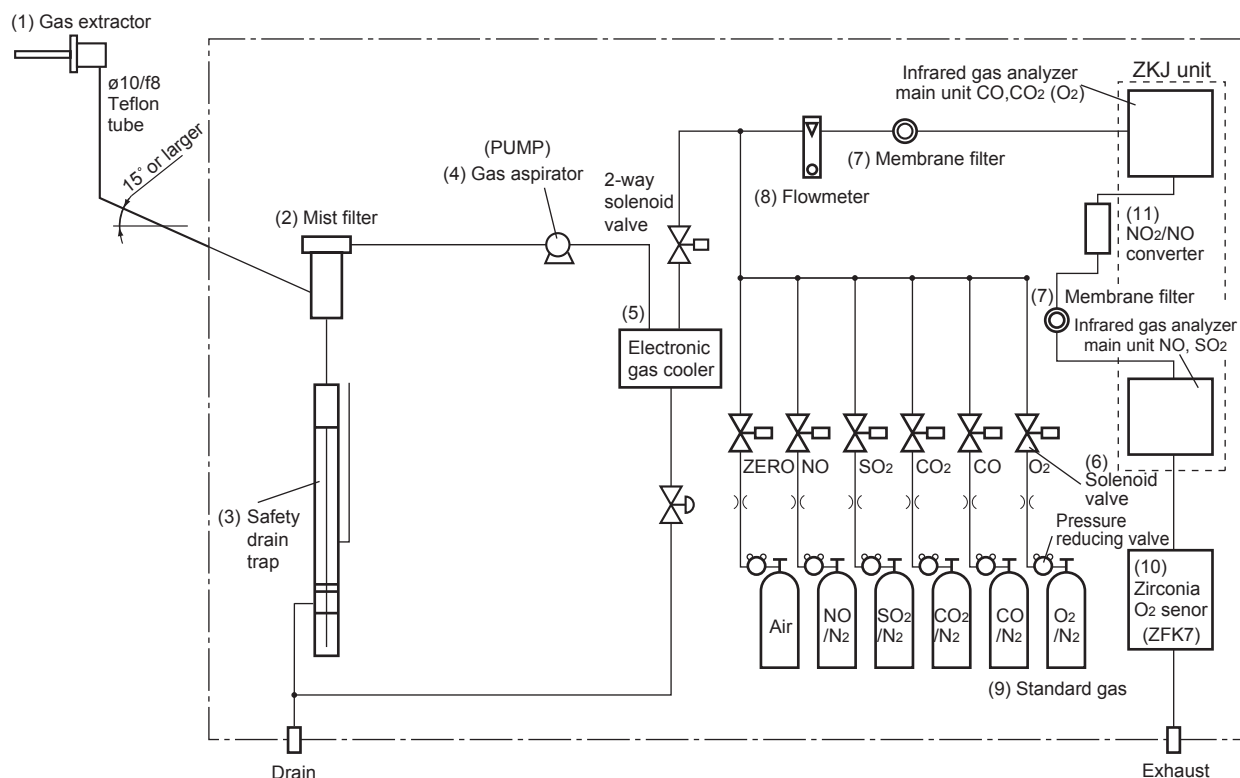 (1) Gas extractor
ø10/f8
Teflon
tube
15° or larger
(2) Mist filter
(PUMP)
(4) Gas aspirator
2-way
solenoid
valve
Infrared gas analyzer
main unit CO,CO2 (O2)
ZKJ unit
(7) Membrane filter
(8) Flowmeter
(11)
NO2/NO
converter
(7) Membrane filter
Infrared gas analyzer
main unit NO, SO2
(5)
Electronic
gas cooler
(3) Safety
drain
trap
ZERO
NO
SO2
CO2
CO
O2
(6)
Solenoid
valve
Pressure
reducing valve
Air
NO
/N2
SO2
/N2
CO2
/N2
CO
/N2
O2
/N2
(9) Standard gas
(10)
Zirconia
O2 senor
(ZFK7)
Drain
Exhaust